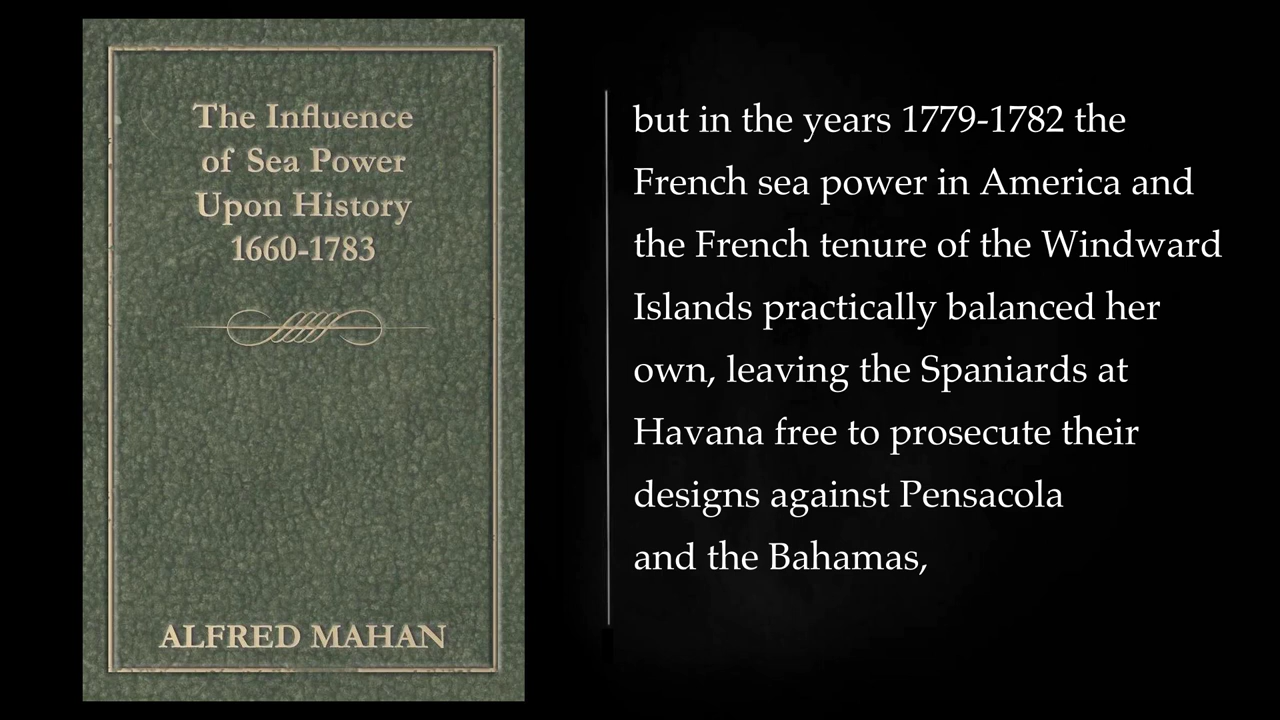 The Influence
of Sea Power
Upon History
1660-1783
ALFRED MAHAN
but in the years 1779-1782 the
French sea power in America and
the French tenure of the Windward
Islands practically balanced her
own, leaving the Spaniards at
Havana free to prosecute their
designs against Pensacola
and the Bahamas,